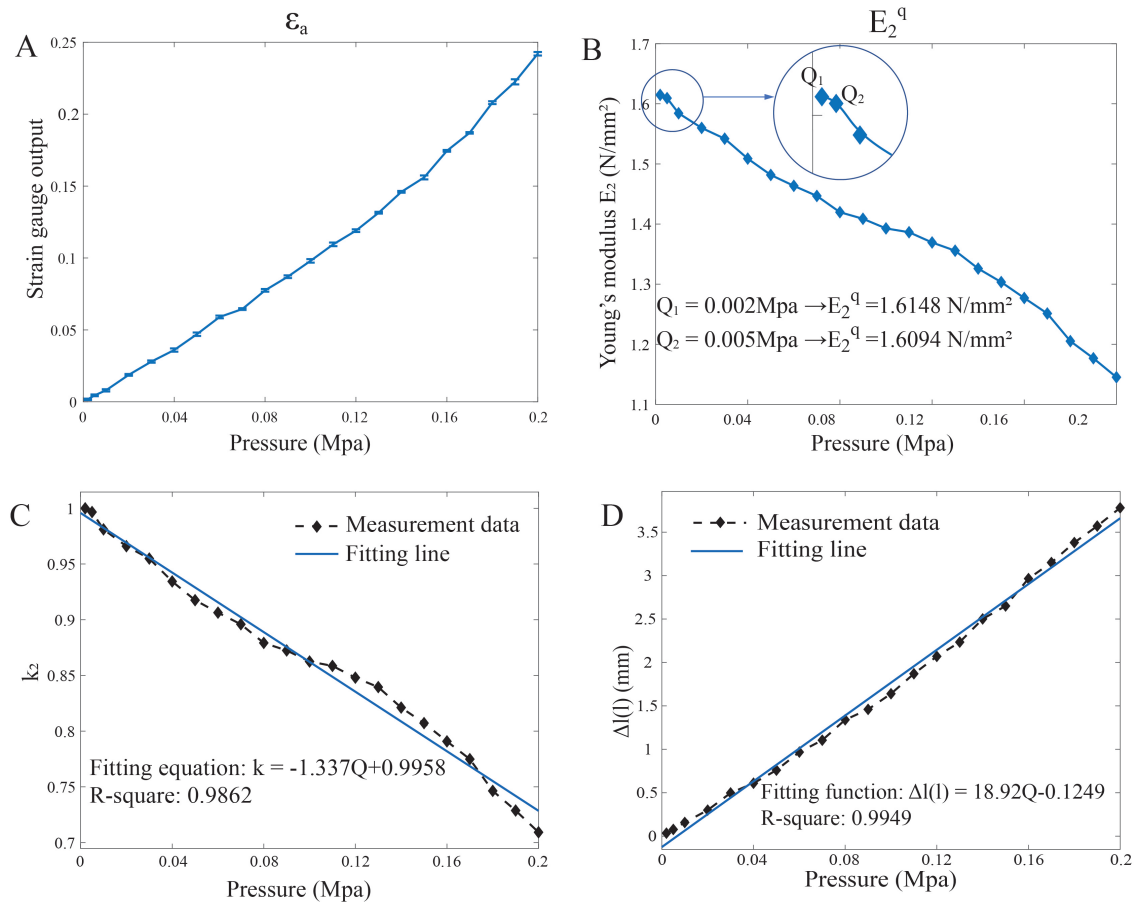 A
εₐ
Strain gauge output
0.25
0.2
0.15
0.1
0.05
0
0 0.04 0.08 0.12 0.16 0.2
Pressure (Mpa)
B
E₂q
Young's modulus E₂ (N/mm²)
1.7
1.6
1.5
1.4
1.3
1.2
1.1
Q₁
Q₂
Q₁ = 0.002Mpa →E₂q =1.6148 N/mm²
Q₂ = 0.005Mpa →E₂q =1.6094 N/mm²
0 0.04 0.08 0.12 0.16 0.2
Pressure (Mpa)
C
k₂
1
0.95
0.9
0.85
0.8
0.75
0.7
Measurement data
Fitting line
Fitting equation: k = -1.337Q+0.9958
R-square: 0.9862
0 0.04 0.08 0.12 0.16 0.2
Pressure (Mpa)
D
Δl(l) (mm)
3.5
3
2.5
2
1.5
1
0.5
0
Measurement data
Fitting line
Fitting function: Δl(l) = 18.92Q-0.1249
R-square: 0.9949
0 0.04 0.08 0.12 0.16 0.2
Pressure (Mpa)